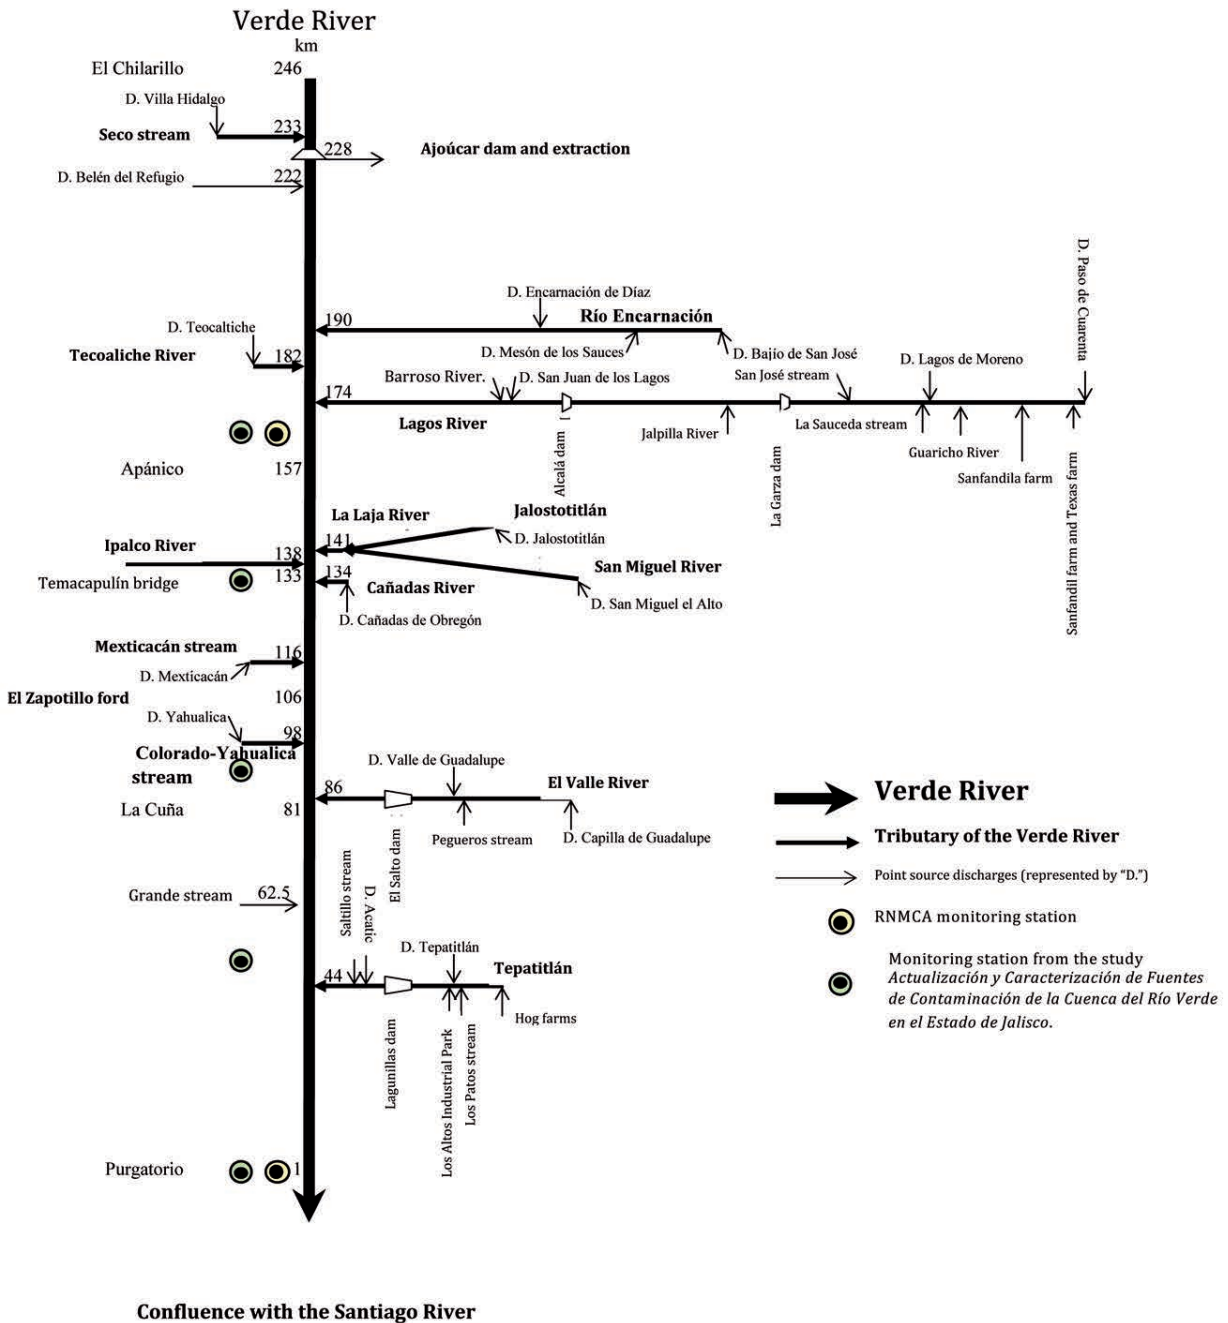 Verde River
km
El Chilarillo
246
D. Villa Hidalgo
Seco stream
233
228
Ajoúcar dam and extraction
D. Belén del Refugio
222
D. Paso de Cuarenta
D. Encarnación de Díaz
190
Río Encarnación
D. Teocaltiche
D. Mesón de los Sauces
D. Bajío de San José
Tecoaliche River
182
San José stream
D. Lagos de Moreno
Barroso River.
D. San Juan de los Lagos
174
Lagos River
Jalpilla River
La Sauceda stream
Guaricho River
Sanfandila farm
Sanfandil farm and Texas farm
Alcalá dam
La Garza dam
Apánico
157
La Laja River
Jalostotitlán
141
D. Jalostotitlán
Ipalco River
138
San Miguel River
Temacapulín bridge
133
134
Cañadas River
D. San Miguel el Alto
D. Cañadas de Obregón
Mexticacán stream
116
D. Mexticacán
El Zapotillo ford
106
D. Yahualica
98
Colorado-Yahualica
stream
D. Valle de Guadalupe
86
El Valle River
La Cuña
81
Pegueros stream
D. Capilla de Guadalupe
El Salto dam
Verde River
Tributary of the Verde River
Point source discharges (represented by “D.”)
RNMCA monitoring station
Monitoring station from the study
Actualización y Caracterización de Fuentes
de Contaminación de la Cuenca del Río Verde
en el Estado de Jalisco.
Grande stream
62.5
Saltillo stream
D. Acatic
D. Tepatitlán
44
Tepatitlán
Hog farms
Lagunillas dam
Los Altos Industrial Park
Los Patos stream
Purgatorio
1
Confluence with the Santiago River